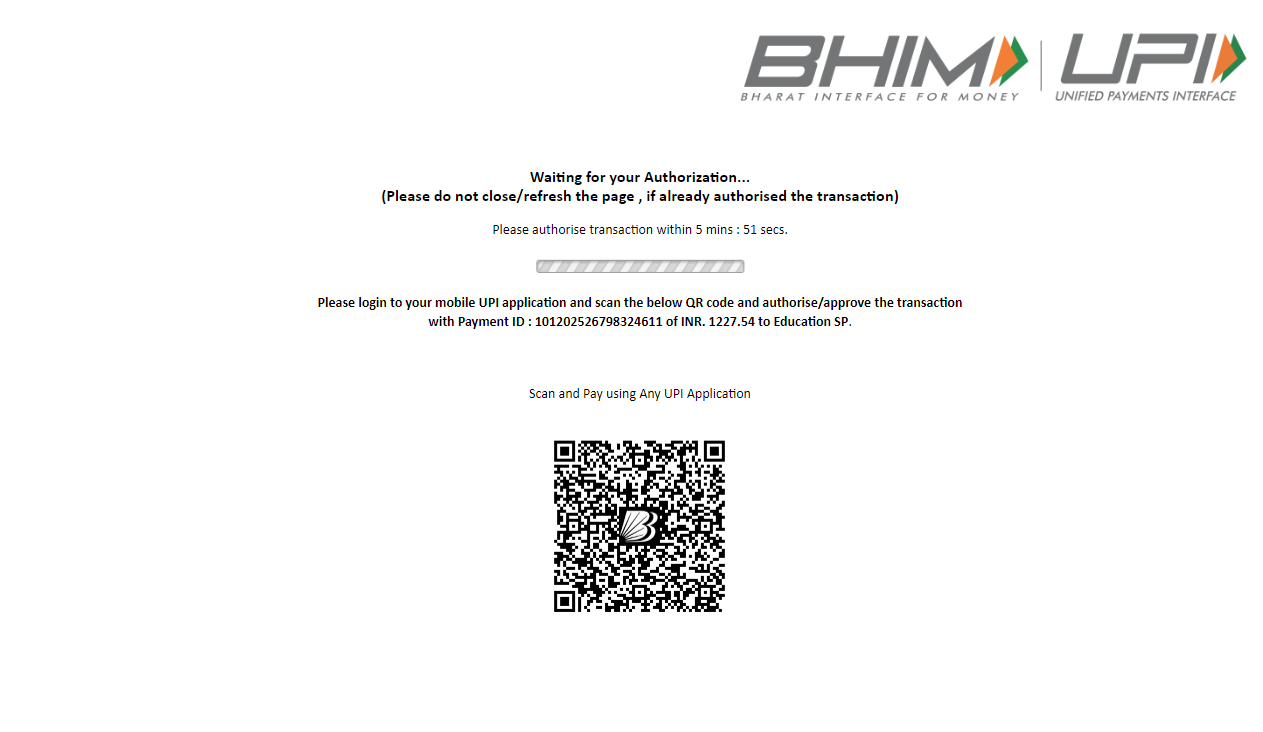 BHIM
BHARAT INTERFACE FOR MONEY
UPI
UNIFIED PAYMENTS INTERFACE
Waiting for your Authorization...
(Please do not close/refresh the page , if already authorised the transaction)
Please authorise transaction within 5 mins : 51 secs.
Please login to your mobile UPI application and scan the below QR code and authorise/approve the transaction
with Payment ID : 101202526798324611 of INR. 1227.54 to Education SP.
Scan and Pay using Any UPI Application